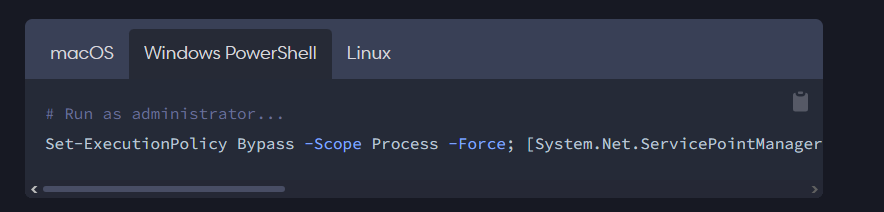 macOS Windows PowerShell Linux
# Run as administrator...
Set-ExecutionPolicy Bypass -Scope Process -Force; [System.Net.ServicePointManager